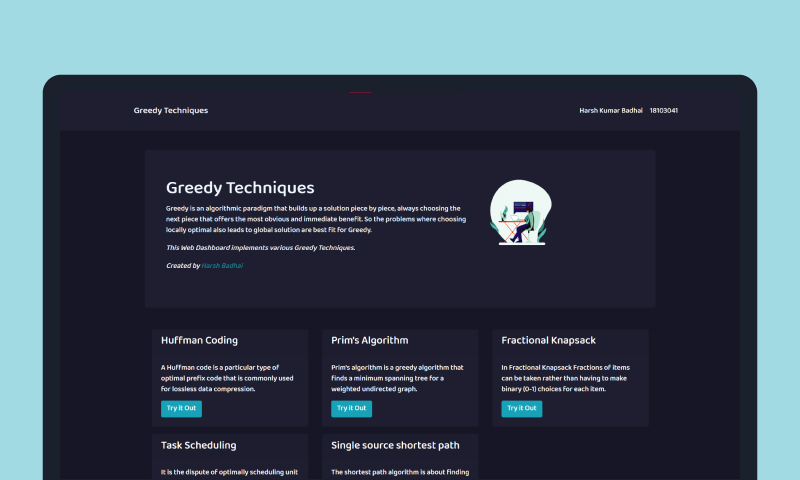 Greedy Techniques
Harsh Kumar Badhai 18103041
Greedy Techniques
Greedy is an algorithmic paradigm that builds up a solution piece by piece, always choosing the
next piece that offers the most obvious and immediate benefit. So the problems where choosing
locally optimal also leads to global solution are best fit for Greedy.
This Web Dashboard implements various Greedy Techniques.
Created by Harsh Badhai
Huffman Coding
A Huffman code is a particular type of
optimal prefix code that is commonly used
for lossless data compression.
Try it Out
Prim's Algorithm
Prim's algorithm is a greedy algorithm that
finds a minimum spanning tree for a
weighted undirected graph.
Try it Out
Fractional Knapsack
In Fractional Knapsack Fractions of items
can be taken rather than having to make
binary (0-1) choices for each item.
Try it Out
Task Scheduling
It is the dispute of optimally scheduling unit
Single source shortest path
The shortest path algorithm is about finding